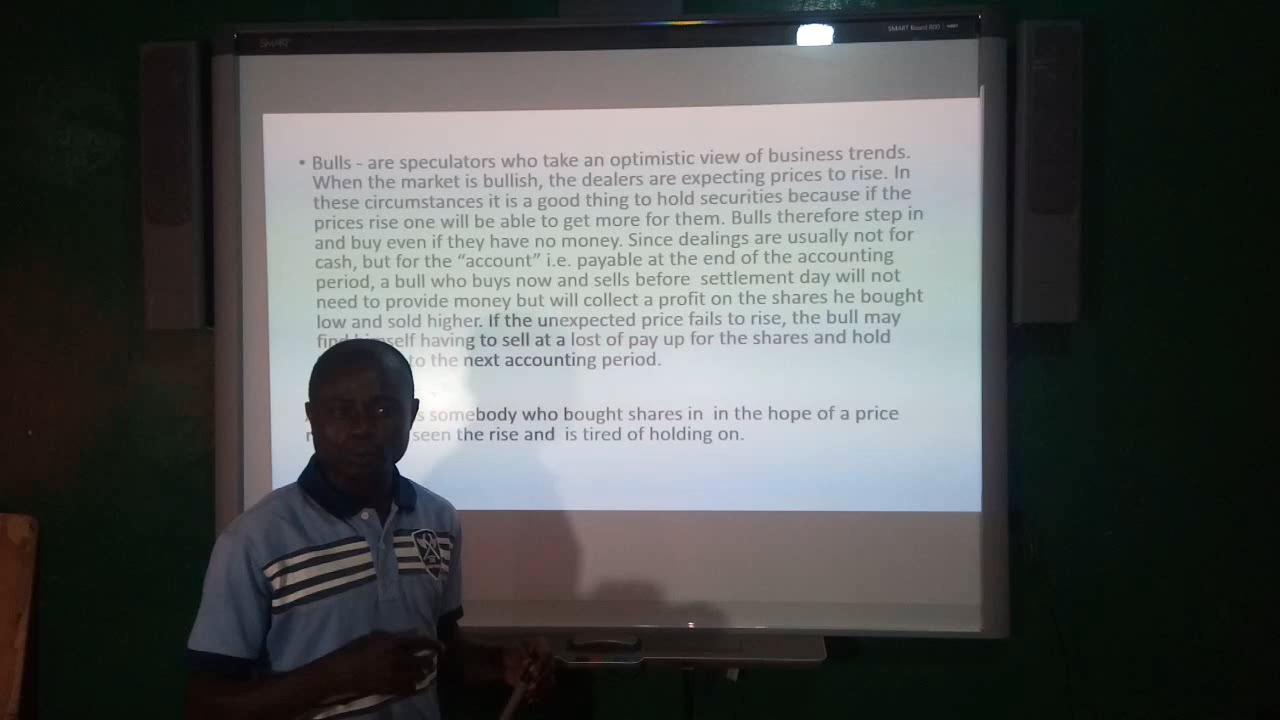 SMART
SMART Board 800
• Bulls - are speculators who take an optimistic view of business trends.
When the market is bullish, the dealers are expecting prices to rise. In
these circumstances it is a good thing to hold securities because if the
prices rise one will be able to get more for them. Bulls therefore step in
and buy even if they have no money. Since dealings are usually not for
cash, but for the “account” i.e. payable at the end of the accounting
period, a bull who buys now and sells before settlement day will not
need to provide money but will collect a profit on the shares he bought
low and sold higher. If the unexpected price fails to rise, the bull may
find himself having to sell at a lost of pay up for the shares and hold
to the next accounting period.
somebody who bought shares in in the hope of a price
seen the rise and is tired of holding on.